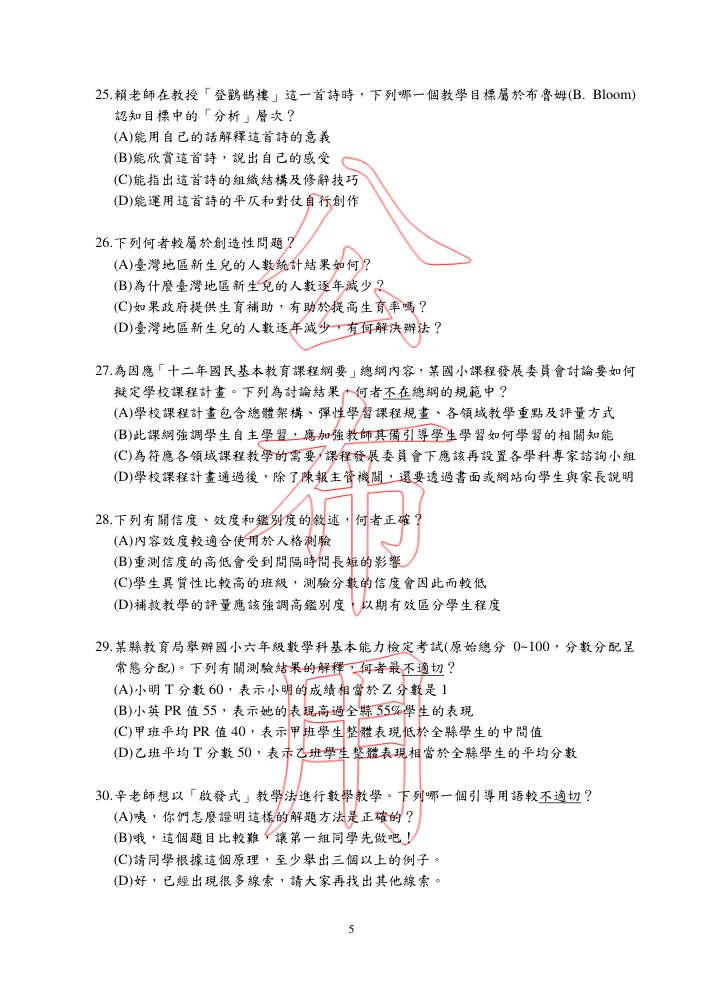 25.賴老師在教授「登鸛鵲樓」這一首詩時，下列哪一個教學目標屬於布魯姆(B. Bloom)
認知目標中的「分析」層次？
(A)能用自己的話解釋這首詩的意義
(B)能欣賞這首詩，說出自己的感受
(C)能指出這首詩的組織結構及修辭技巧
(D)能運用這首詩的平仄和對仗自行創作
26.下列何者較屬於創造性問題？
(A)臺灣地區新生兒的人數統計結果如何？
(B)為什麼臺灣地區新生兒的人數逐年減少？
(C)如果政府提供生育補助，有助於提高生育率嗎？
(D)臺灣地區新生兒的人數逐年減少，有何解決辦法？
27.為因應「十二年國民基本教育課程綱要」總綱內容，某國小課程發展委員會討論要如何
擬定學校課程計畫。下列為討論結果，何者不在總綱的規範中？
(A)學校課程計畫包含總體架構、彈性學習課程規畫、各領域教學重點及評量方式
(B)此課綱強調學生自主學習，應加強教師具備引導學生學習如何學習的相關知能
(C)為符應各領域課程教學的需要，課程發展委員會下應該再設置各學科專家諮詢小組
(D)學校課程計畫通過後，除了陳報主管機關，還要透過書面或網站向學生與家長說明
28.下列有關信度、效度和鑑別度的敘述，何者正確？
(A)內容效度較適合使用於人格測驗
(B)重測信度的高低會受到間隔時間長短的影響
(C)學生異質性比較高的班級，測驗分數的信度會因此而較低
(D)補救教學的評量應該強調高鑑別度，以期有效區分學生程度
29.某縣教育局舉辦國小六年級數學科基本能力檢定考試(原始總分 0~100，分數分配呈
常態分配)。下列有關測驗結果的解釋，何者最不適切？
(A)小明 T 分數 60，表示小明的成績相當於 Z 分數是 1
(B)小英 PR 值 55，表示她的表現高過全縣 55%學生的表現
(C)甲班平均 PR 值 40，表示甲班學生整體表現低於全縣學生的中間值
(D)乙班平均 T 分數 50，表示乙班學生整體表現相當於全縣學生的平均分數
30.辛老師想以「啟發式」教學法進行數學教學。下列哪一個引導用語較不適切？
(A)咦，你們怎麼證明這樣的解題方法是正確的？
(B)哦，這個題目比較難，讓第一組同學先做吧！
(C)請同學根據這個原理，至少舉出三個以上的例子。
(D)好，已經出現很多線索，請大家再找出其他線索。
5
公
布
用